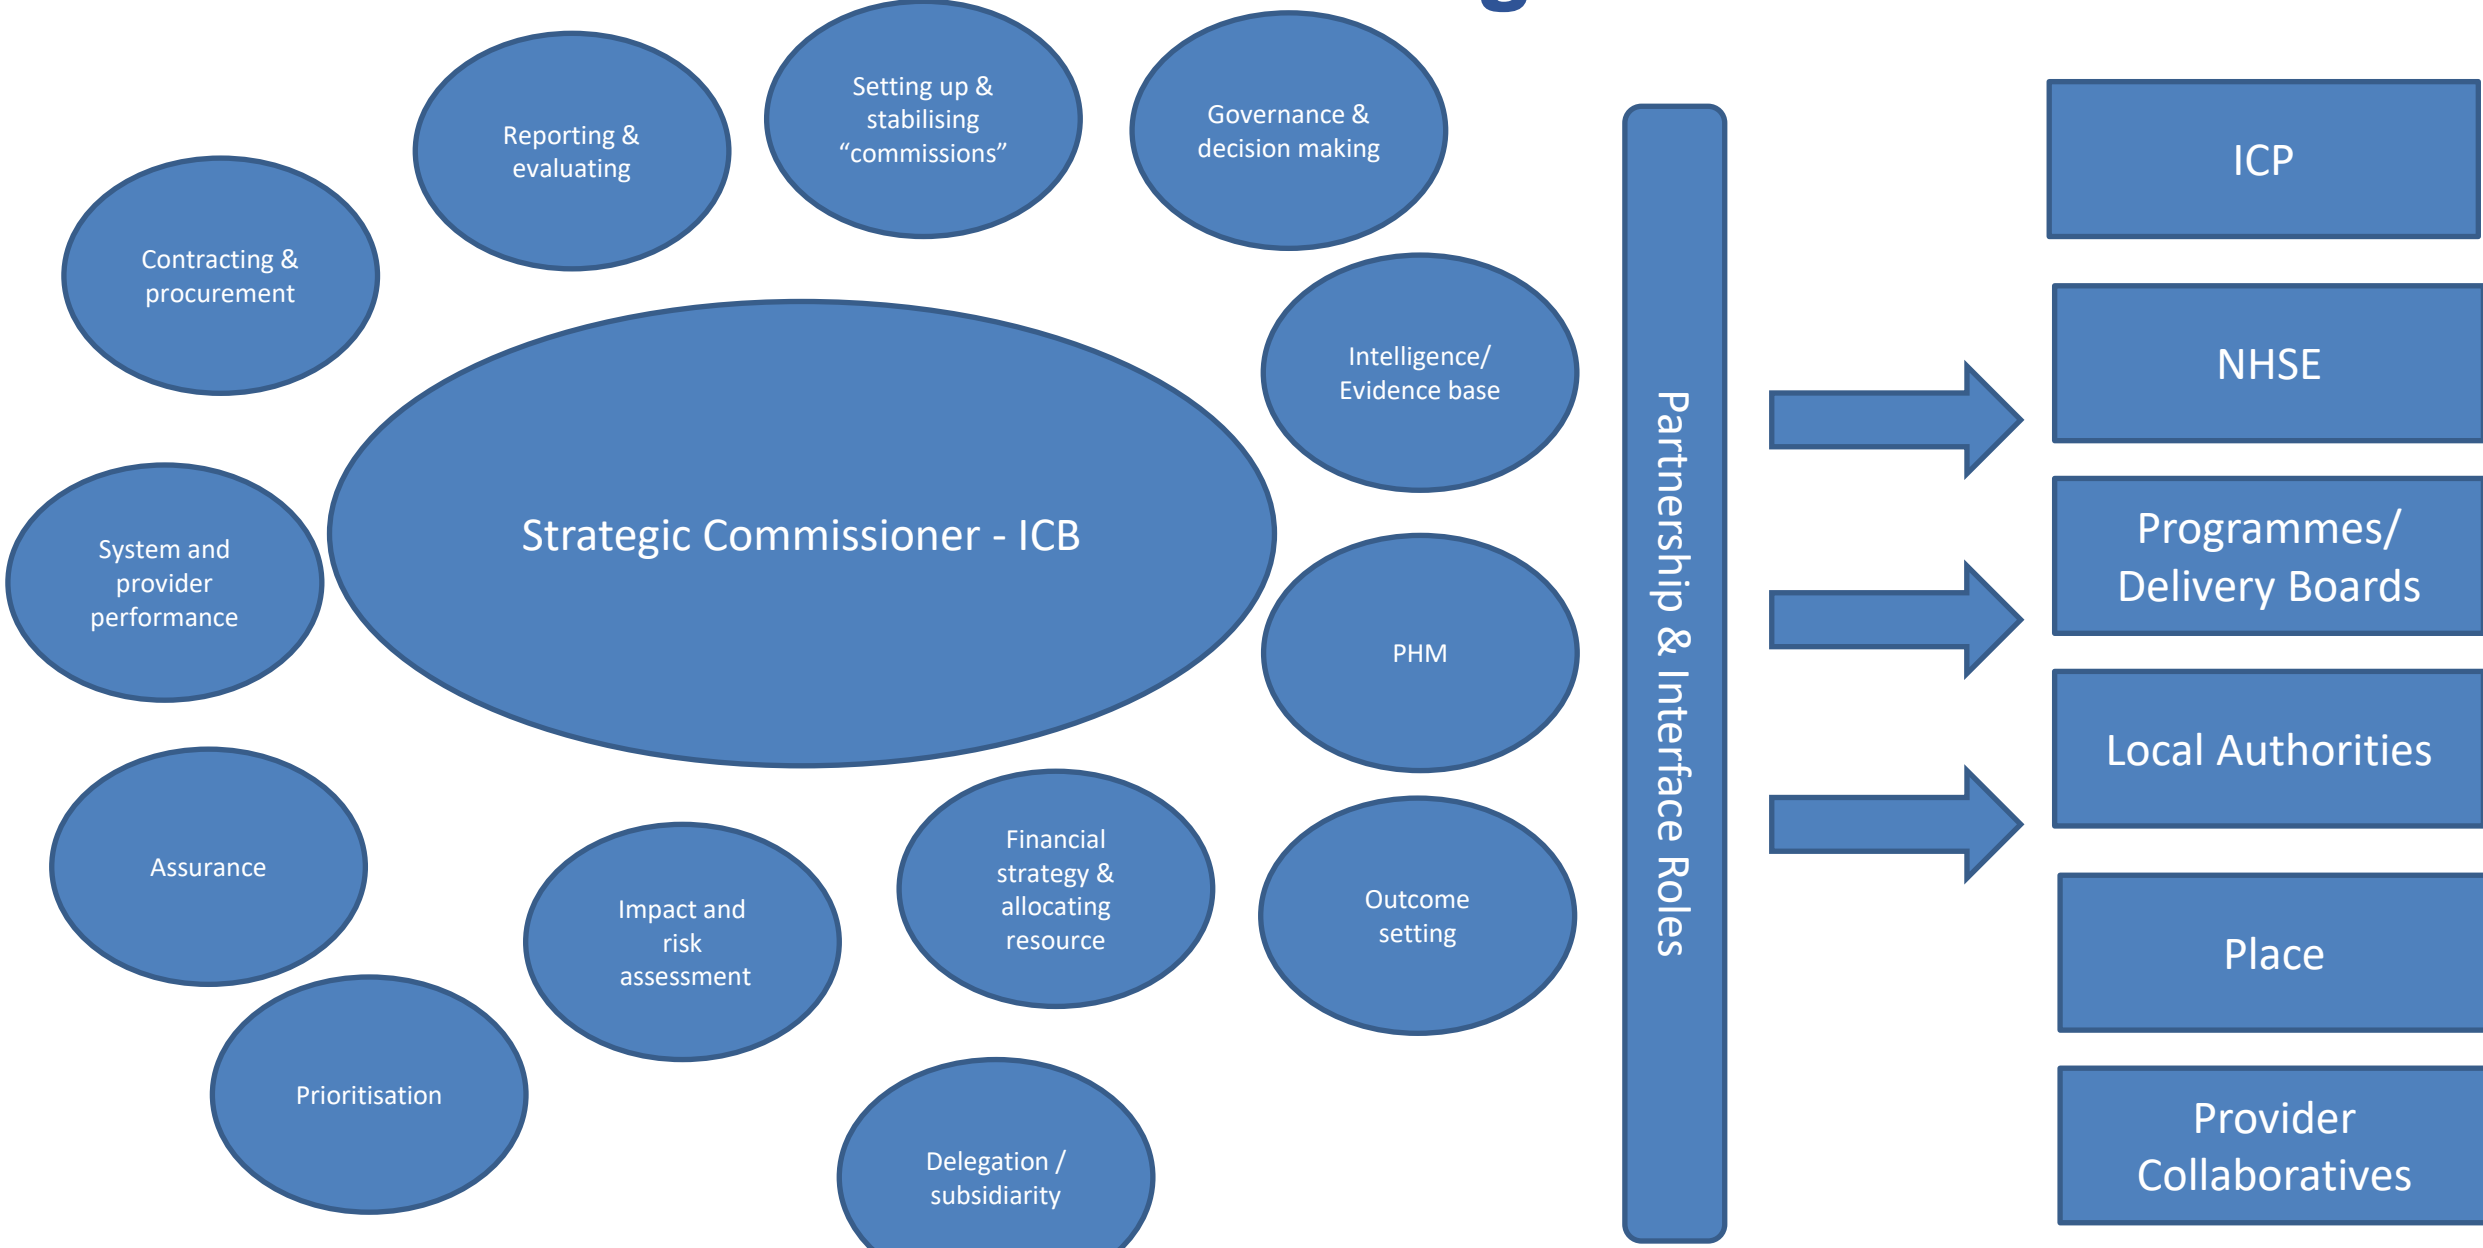 Setting up &
stabilising
“commissions”
Governance &
decision making
Reporting &
evaluating
Contracting &
procurement
Intelligence/
Evidence base
Strategic Commissioner - ICB
System and
provider
performance
PHM
Assurance
Impact and
risk
assessment
Financial
strategy &
allocating
resource
Outcome
setting
Prioritisation
Delegation /
subsidiarity
Partnership & Interface Roles
ICP
NHSE
Programmes/
Delivery Boards
Local Authorities
Place
Provider
Collaboratives